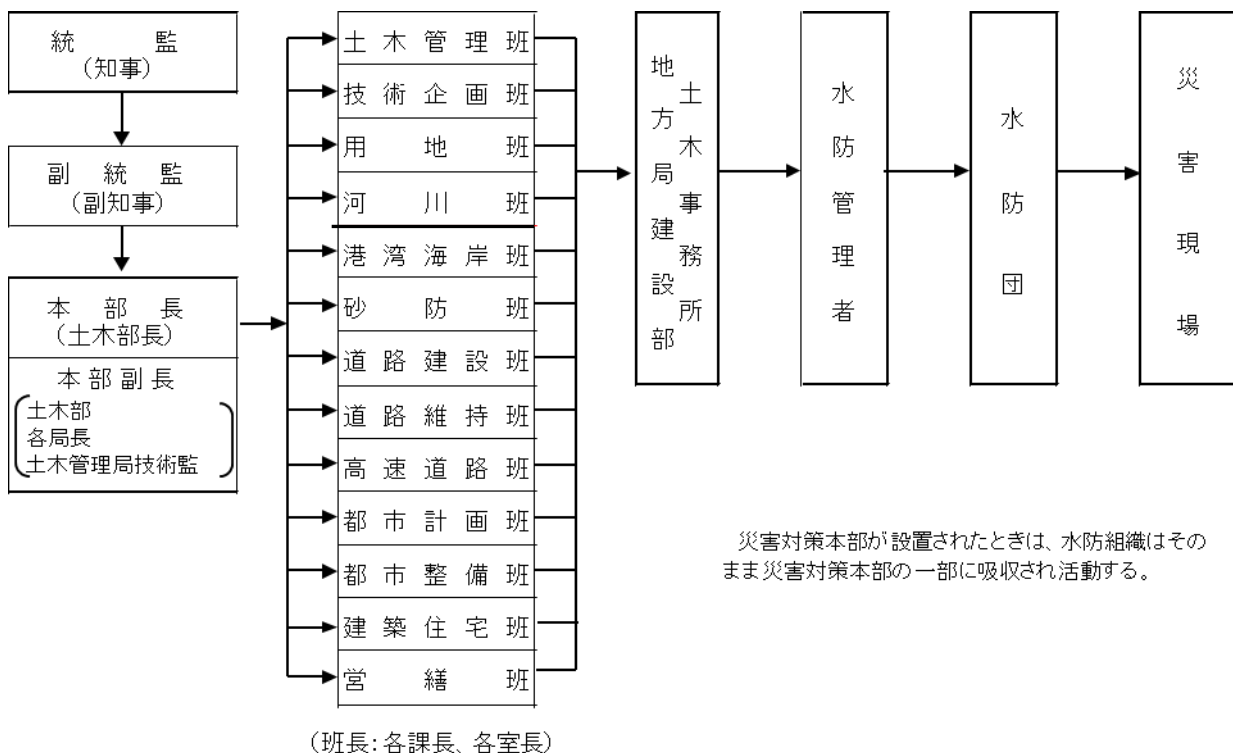 統監
(知事)
副統監
(副知事)
本部長
(土木部長)
本部副長
土木部
各局長
土木管理局技術監
土木管理班
技術企画班
用地班
河川班
港湾海岸班
砂防班
道路建設班
道路維持班
高速道路班
都市計画班
都市整備班
建築住宅班
営繕班
(班長:各課長、各室長)
地方局建設部
土木事務所
水防管理者
水防団
災害現場
災害対策本部が設置されたときは、水防組織はその
まま災害対策本部の一部に吸収され活動する。